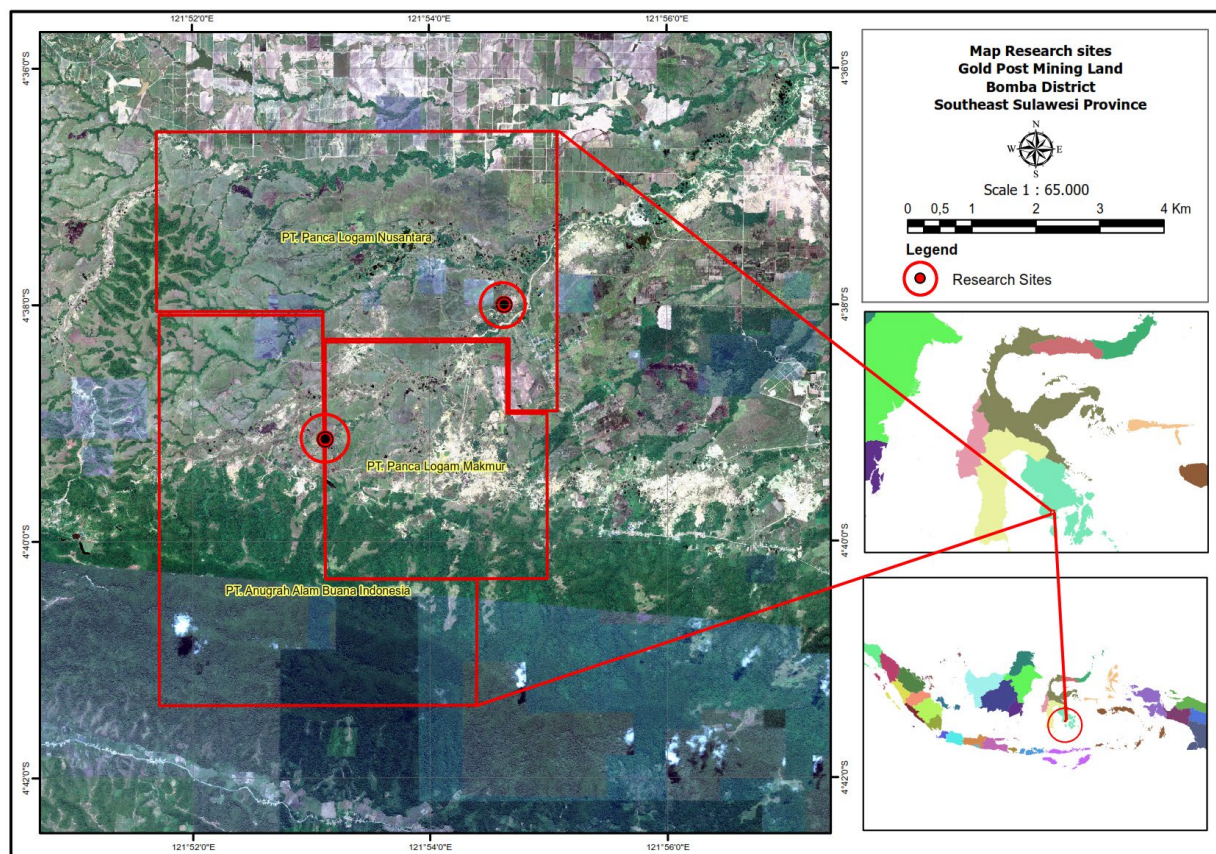 Map Research sites
Gold Post Mining Land
Bomba District
Southeast Sulawesi Province
N
W E
S
Scale 1 : 65.000
0 0,5 1 2 3 4 Km
Legend
Research Sites
121°52'0"E 121°54'0"E 121°56'0"E
4°36'0"S 4°36'0"S
PT. Panca Logam Nusantara
4°38'0"S 4°38'0"S
PT. Panca Logam Makmur
4°40'0"S 4°40'0"S
PT. Anugrah Alam Buana Indonesia
4°42'0"S 4°42'0"S
121°52'0"E 121°54'0"E 121°56'0"E